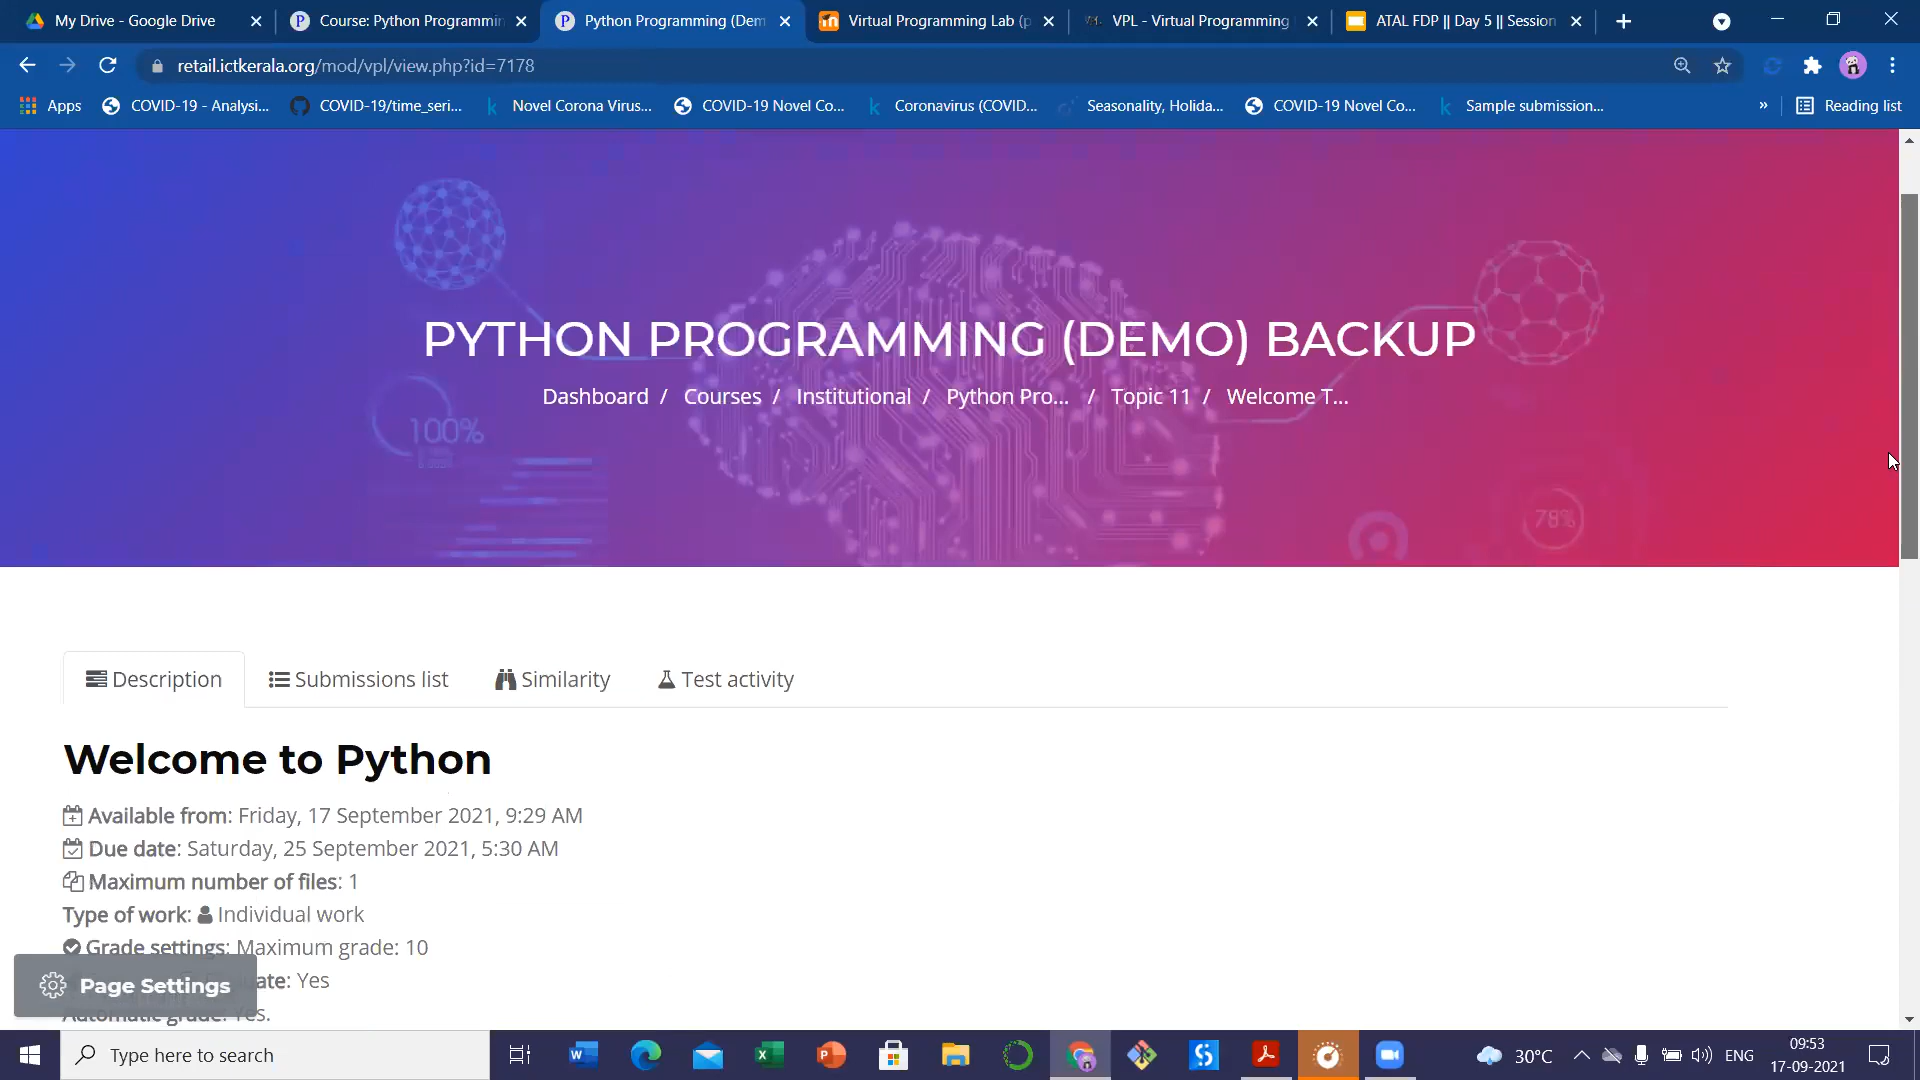 My Drive - Google Drive
Course: Python Programmin
Python Programming (Dem
Virtual Programming Lab (p
VPL - Virtual Programming
ATAL FDP || Day 5 || Session
retail.ictkerala.org/mod/vpl/view.php?id=7178
Apps
COVID-19 - Analysi...
COVID-19/time_seri...
Novel Corona Virus...
COVID-19 Novel Co...
Coronavirus (COVID...
Seasonality, Holida...
COVID-19 Novel Co...
Sample submission...
»
Reading list
PYTHON PROGRAMMING (DEMO) BACKUP
Dashboard / Courses / Institutional / Python Pro... / Topic 11 / Welcome T...
100%
78%
Description
Submissions list
Similarity
Test activity
Welcome to Python
Available from: Friday, 17 September 2021, 9:29 AM
Due date: Saturday, 25 September 2021, 5:30 AM
Maximum number of files: 1
Type of work: Individual work
Grade settings: Maximum grade: 10
ate: Yes
Automatic grade: Yes.
Page Settings
Type here to search
30°C
ENG
09:53
17-09-2021